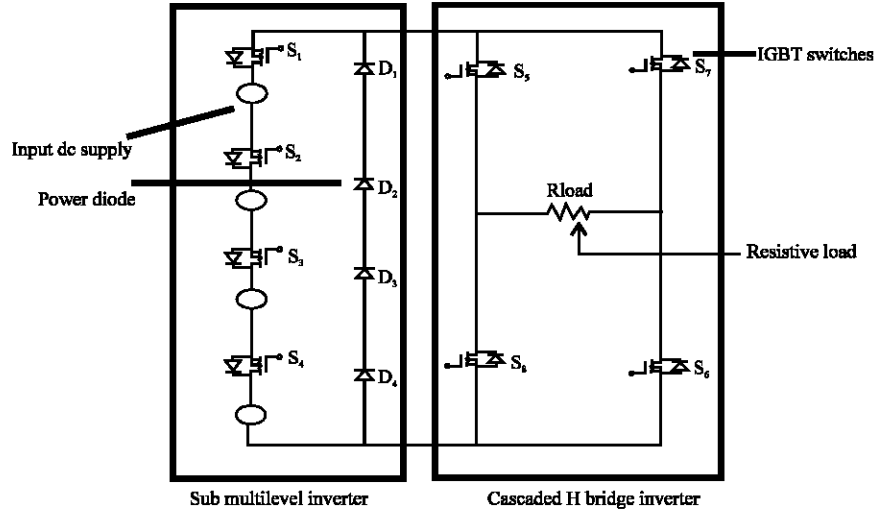 S1
D1
S5
S7
IGBT switches
Input dc supply
S2
Power diode
D2
Rload
S3
D3
Resistive load
S4
D4
S8
S6
Sub multilevel inverter
Cascaded H bridge inverter